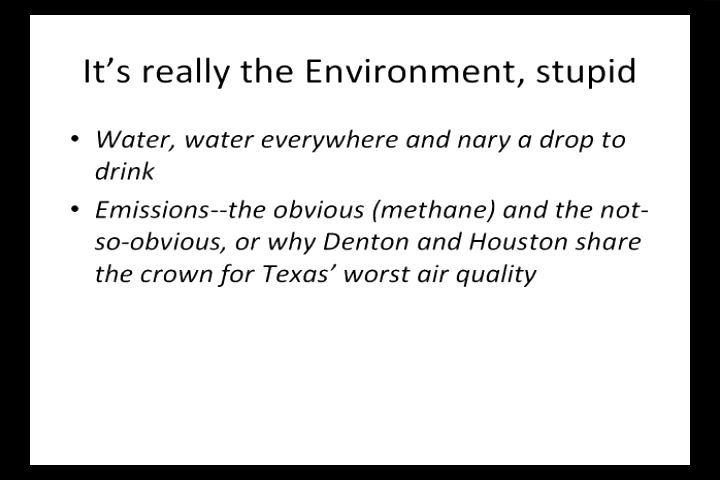 It’s really the Environment, stupid
• Water, water everywhere and nary a drop to
drink
• Emissions--the obvious (methane) and the not-
so-obvious, or why Denton and Houston share
the crown for Texas’ worst air quality